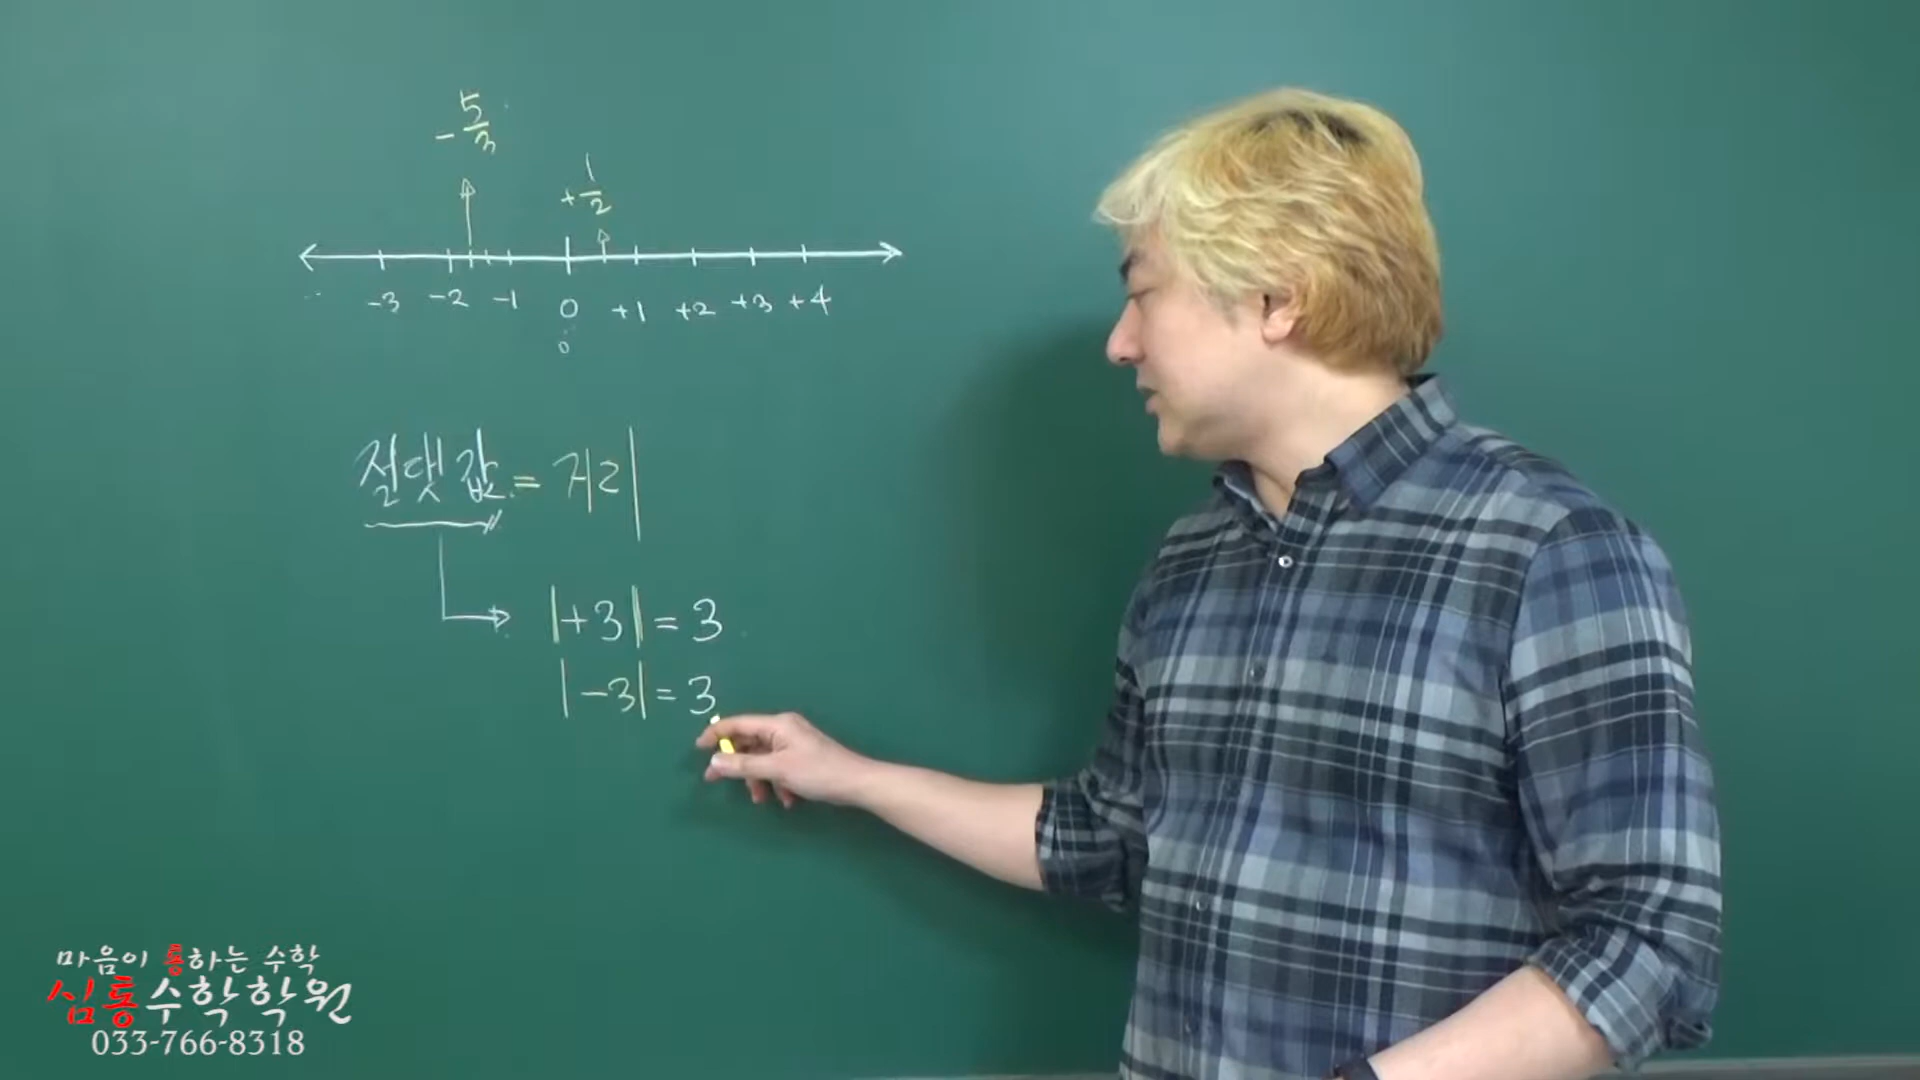 -5/3
+1/2
-3 -2 -1 0 +1 +2 +3 +4
0
절댓값 = 거리
|+3| = 3
|-3| = 3
마음이 통하는 수학
심통수학학원
033-766-8318